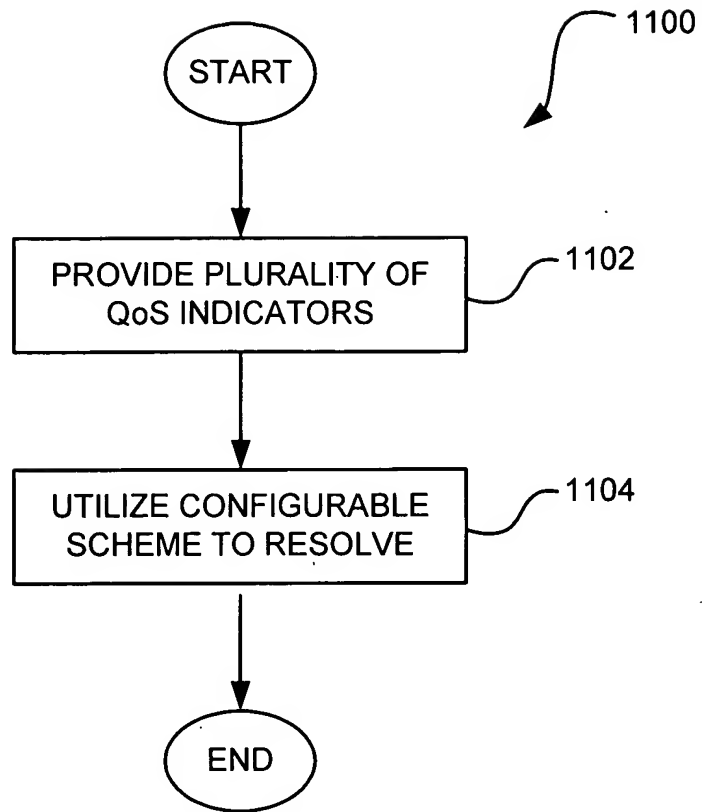 1100
START
PROVIDE PLURALITY OF
QoS INDICATORS
1102
UTILIZE CONFIGURABLE
SCHEME TO RESOLVE
1104
END